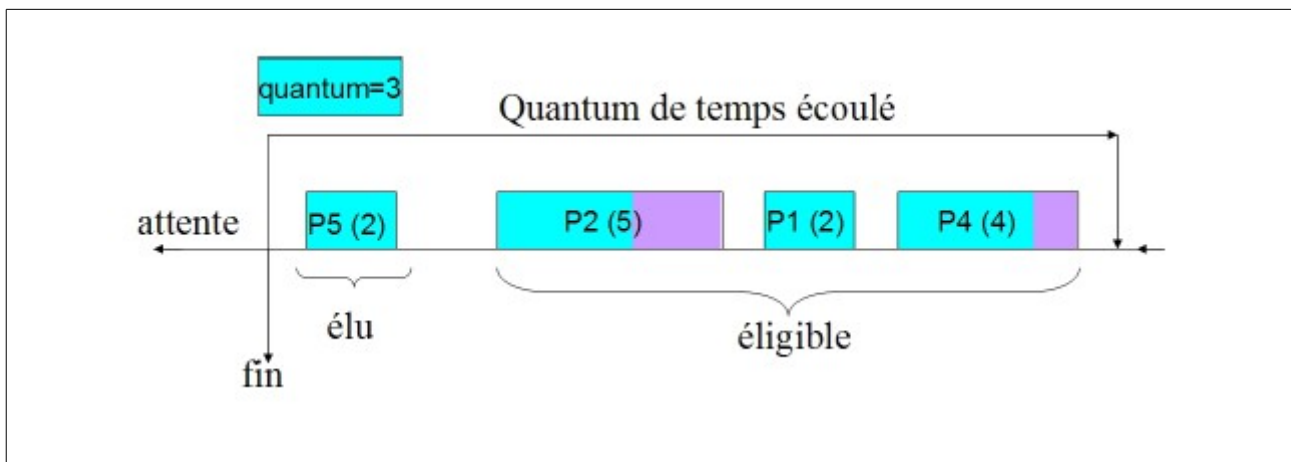 quantum=3
Quantum de temps écoulé
attente
P5 (2)
P2 (5)
P1 (2)
P4 (4)
élu
éligible
fin